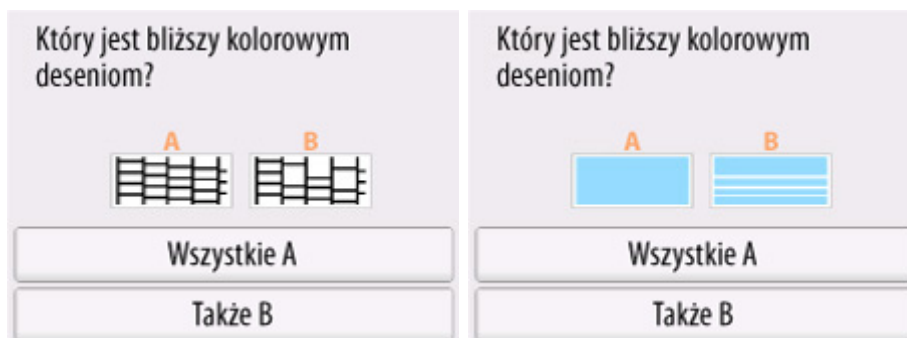 Który jest bliższy kolorowym
deseniom?
A B
Wszystkie A
Także B
Który jest bliższy kolorowym
deseniom?
A B
Wszystkie A
Także B